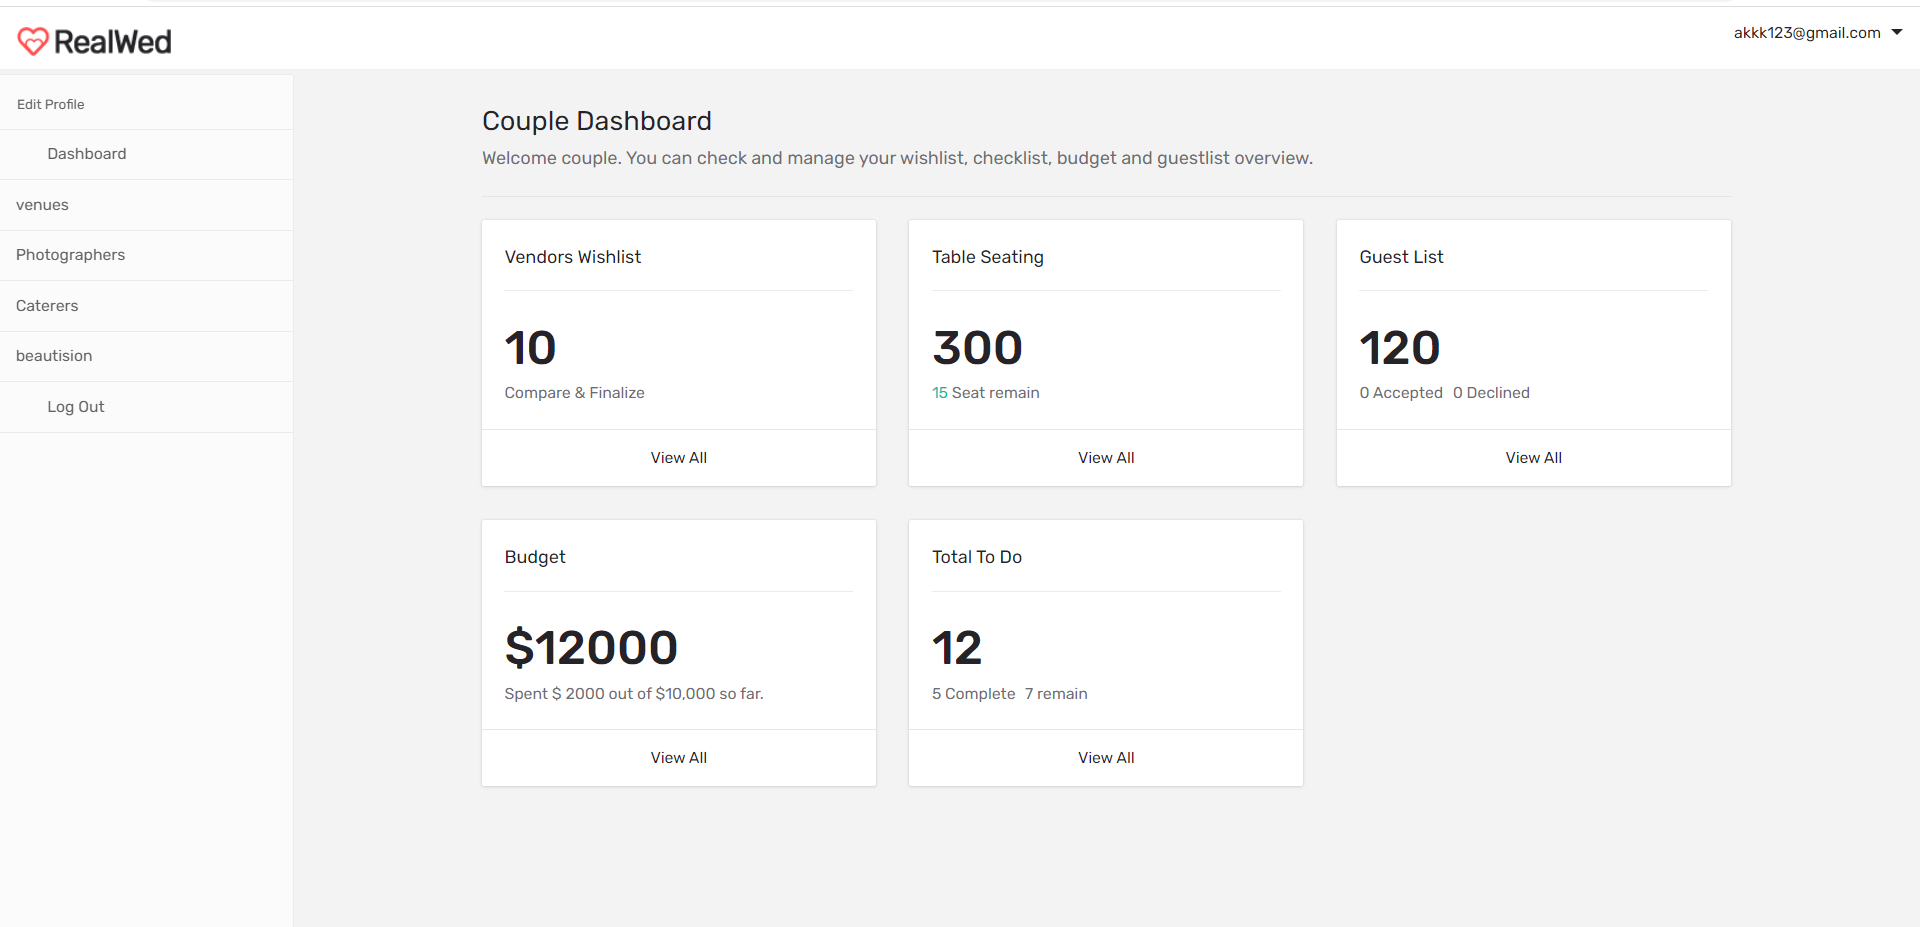 RealWed
akkk123@gmail.com
Edit Profile
Dashboard
venues
Photographers
Caterers
beautision
Log Out
Couple Dashboard
Welcome couple. You can check and manage your wishlist, checklist, budget and guestlist overview.
Vendors Wishlist
10
Compare & Finalize
View All
Table Seating
300
15 Seat remain
View All
Guest List
120
0 Accepted 0 Declined
View All
Budget
$12000
Spent $ 2000 out of $10,000 so far.
View All
Total To Do
12
5 Complete 7 remain
View All